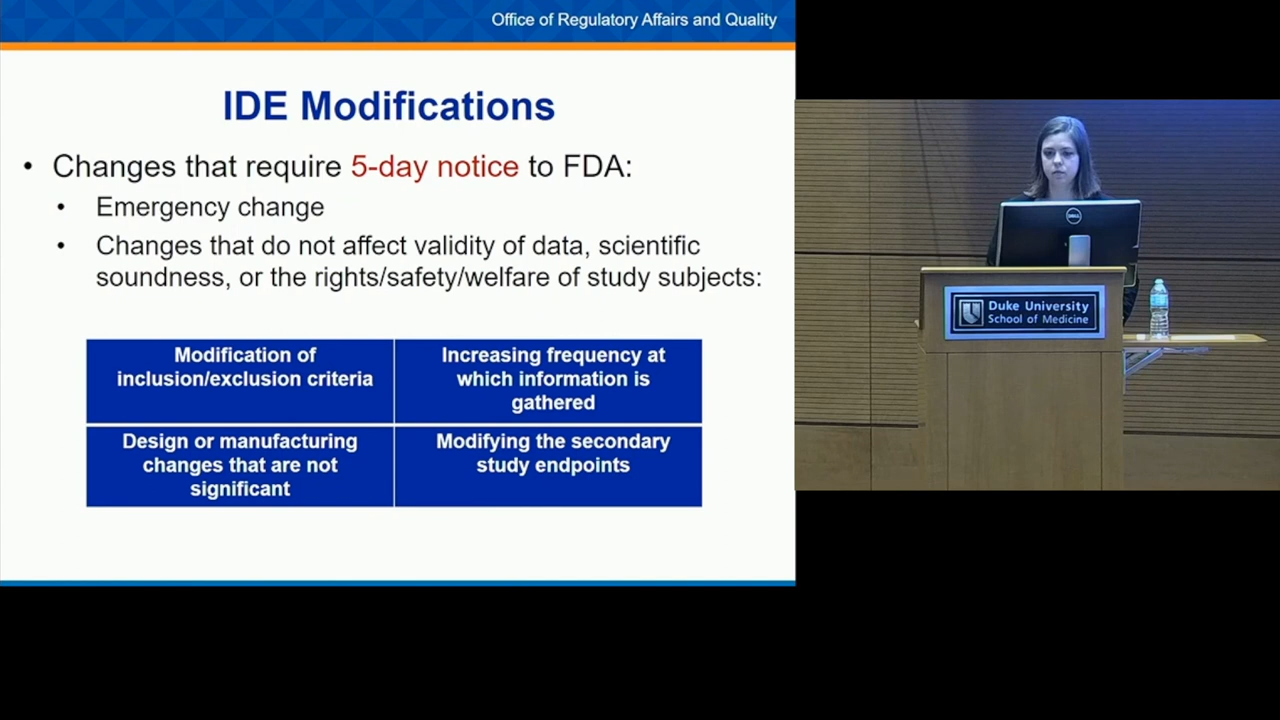 Office of Regulatory Affairs and Quality
IDE Modifications
• Changes that require 5-day notice to FDA:
• Emergency change
• Changes that do not affect validity of data, scientific
soundness, or the rights/safety/welfare of study subjects:
Modification of
inclusion/exclusion criteria
Increasing frequency at
which information is
gathered
Design or manufacturing
changes that are not
significant
Modifying the secondary
study endpoints
DELL
Duke University
School of Medicine